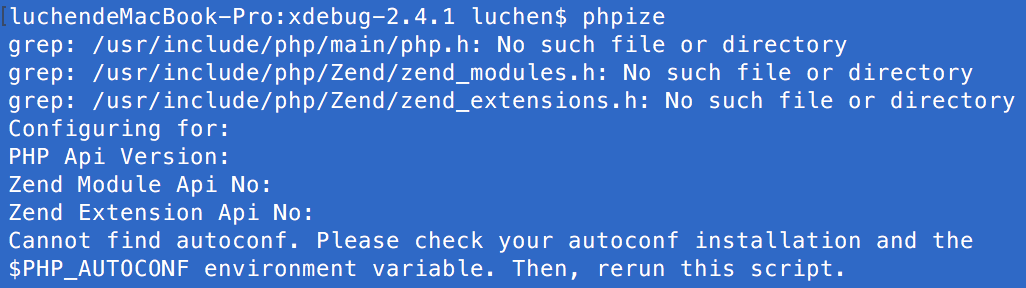 [luchendeMacBook-Pro:xdebug-2.4.1 luchen$ phpize
grep: /usr/include/php/main/php.h: No such file or directory
grep: /usr/include/php/Zend/zend_modules.h: No such file or directory
grep: /usr/include/php/Zend/zend_extensions.h: No such file or directory
Configuring for:
PHP Api Version:
Zend Module Api No:
Zend Extension Api No:
Cannot find autoconf. Please check your autoconf installation and the
$PHP_AUTOCONF environment variable. Then, rerun this script.